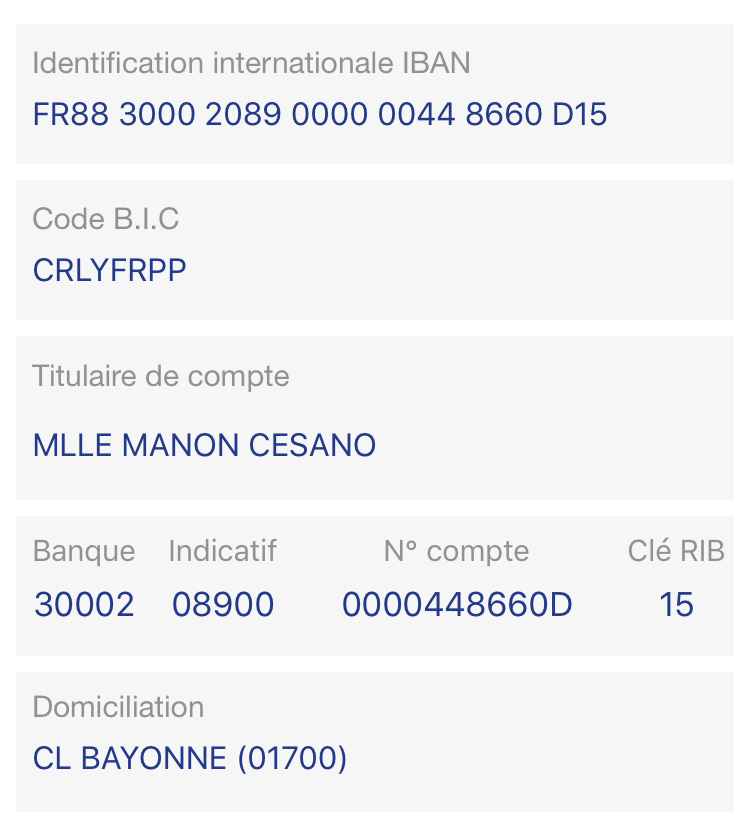 Identification internationale IBAN
FR88 3000 2089 0000 0044 8660 D15
Code B.I.C
CRLYFRPP
Titulaire de compte
MLLE MANON CESANO
Banque Indicatif N° compte Clé RIB
30002 08900 0000448660D 15
Domiciliation
CL BAYONNE (01700)